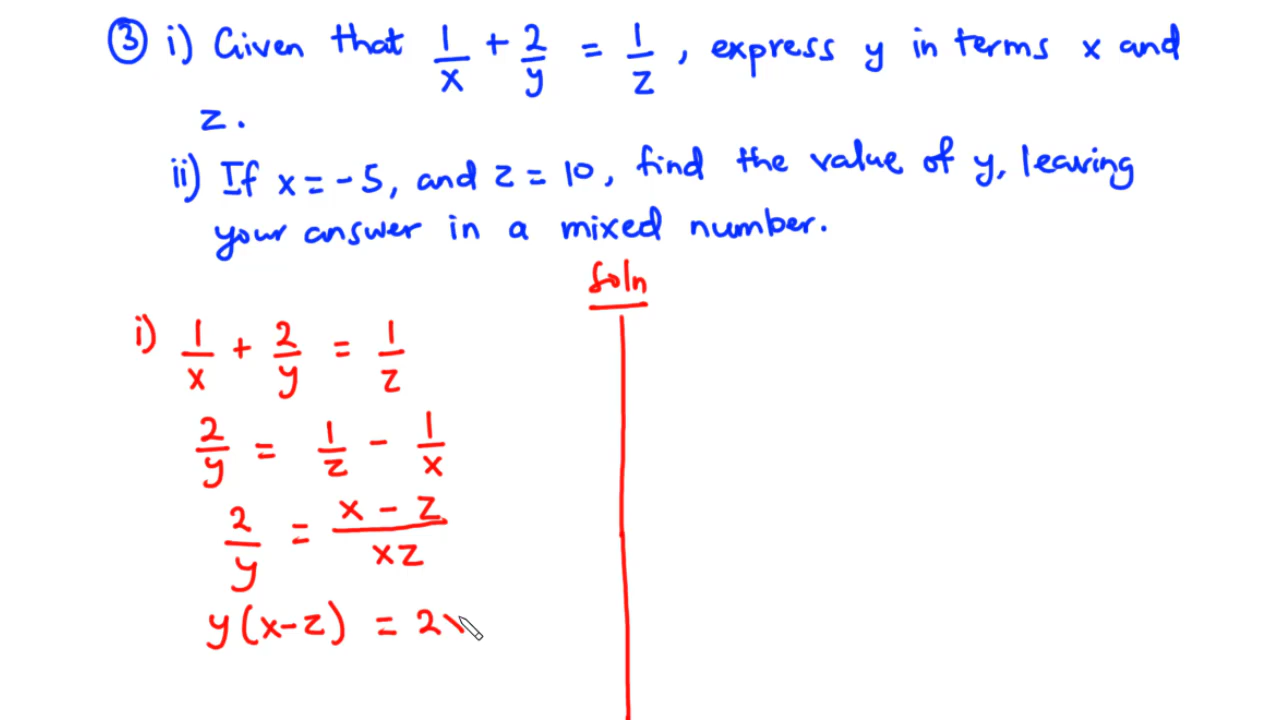 ③ i) Given that 1/x + 2/y = 1/z, express y in terms x and
z.
ii) If x = -5, and z = 10, find the value of y, leaving
your answer in a mixed number.
Soln
i) 1/x + 2/y = 1/z
2/y = 1/z - 1/x
2/y = (x - z)/(xz)
y(x-z) = 2